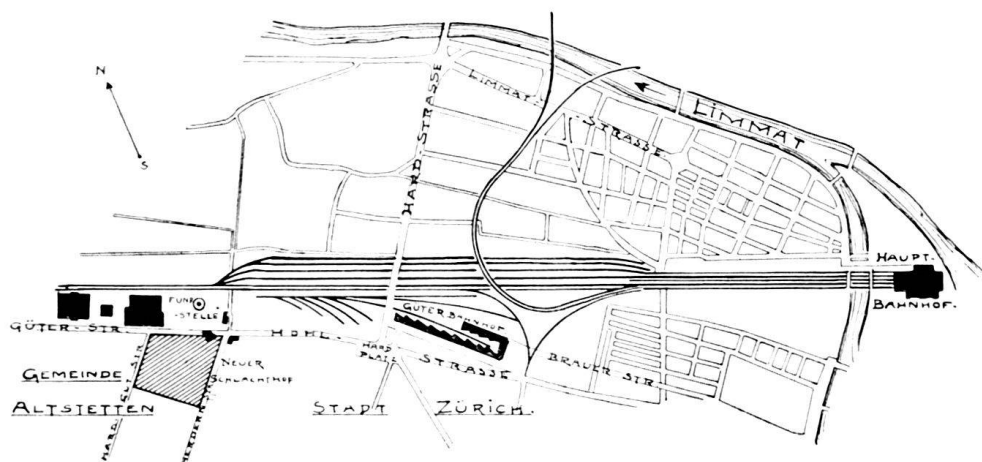 N
S
LIMMAT-
STRASSE.
HARD-STRASSE
LIMMAT
HAUPT-
BAHNHOF.
FUND-
-STELLE
GÜTER-STR.
HOHL-
STRASSE
GÜTERBAHNHOF
HARD
PLATZ
BRAUER STR.
NEUER
SCHLACHTHOF
GEMEINDE
ALTSTETTEN
STADT ZÜRICH.